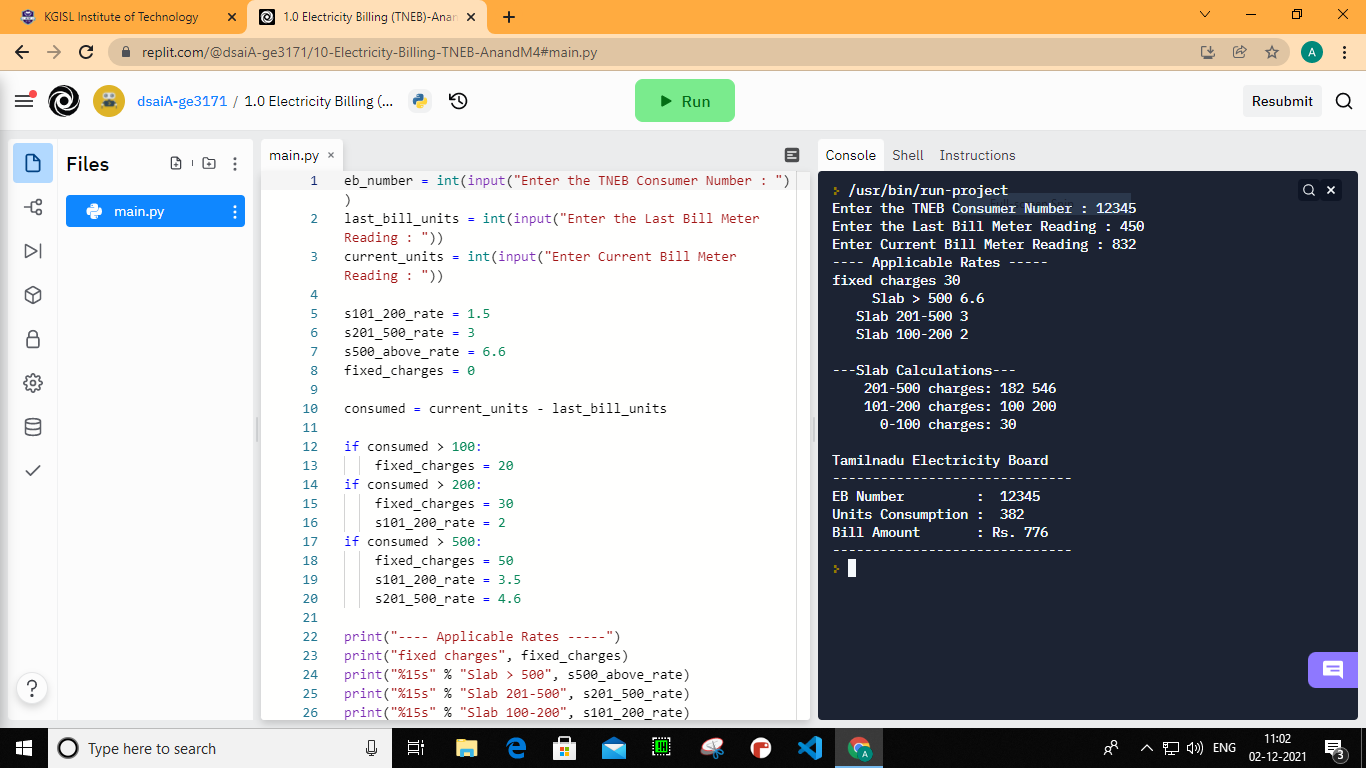 KGISL Institute of Technology
1.0 Electricity Billing (TNEB)-Anan
replit.com/@dsaiA-ge3171/10-Electricity-Billing-TNEB-AnandM4#main.py
A
dsaiA-ge3171 / 1.0 Electricity Billing (...
Run
Resubmit
Files
main.py
main.py
1 eb_number = int(input("Enter the TNEB Consumer Number : ")
)
2 last_bill_units = int(input("Enter the Last Bill Meter
Reading : "))
3 current_units = int(input("Enter Current Bill Meter
Reading : "))
4
5 s101_200_rate = 1.5
6 s201_500_rate = 3
7 s500_above_rate = 6.6
8 fixed_charges = 0
9
10 consumed = current_units - last_bill_units
11
12 if consumed > 100:
13 fixed_charges = 20
14 if consumed > 200:
15 fixed_charges = 30
16 s101_200_rate = 2
17 if consumed > 500:
18 fixed_charges = 50
19 s101_200_rate = 3.5
20 s201_500_rate = 4.6
21
22 print("---- Applicable Rates -----")
23 print("fixed charges", fixed_charges)
24 print("%15s" % "Slab > 500", s500_above_rate)
25 print("%15s" % "Slab 201-500", s201_500_rate)
26 print("%15s" % "Slab 100-200", s101_200_rate)
Console Shell Instructions
/usr/bin/run-project
Enter the TNEB Consumer Number : 12345
Enter the Last Bill Meter Reading : 450
Enter Current Bill Meter Reading : 832
---- Applicable Rates -----
fixed charges 30
Slab > 500 6.6
Slab 201-500 3
Slab 100-200 2
---Slab Calculations---
201-500 charges: 182 546
101-200 charges: 100 200
0-100 charges: 30
Tamilnadu Electricity Board
------------------------------
EB Number : 12345
Units Consumption : 382
Bill Amount : Rs. 776
------------------------------
?
Type here to search
A
ENG
11:02
02-12-2021
3